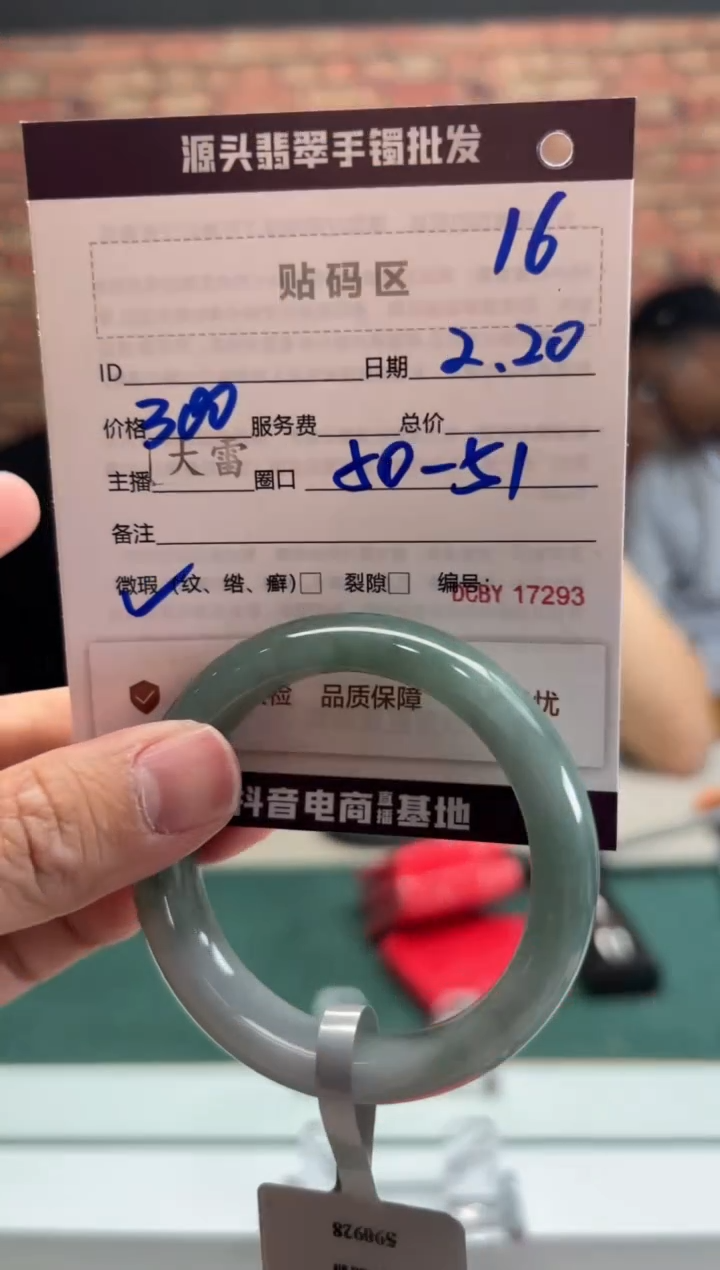 源头翡翠手镯批发
16
贴码区
ID 日期 2.20
价格 300 服务费 总价
主播 大雷 圈口 50-51
备注
微瑕 ✓ (纹、绺、癣)□ 裂隙□ 编号:
DCBY 17293
检 品质保障 忧
抖音电商直播基地
S90928